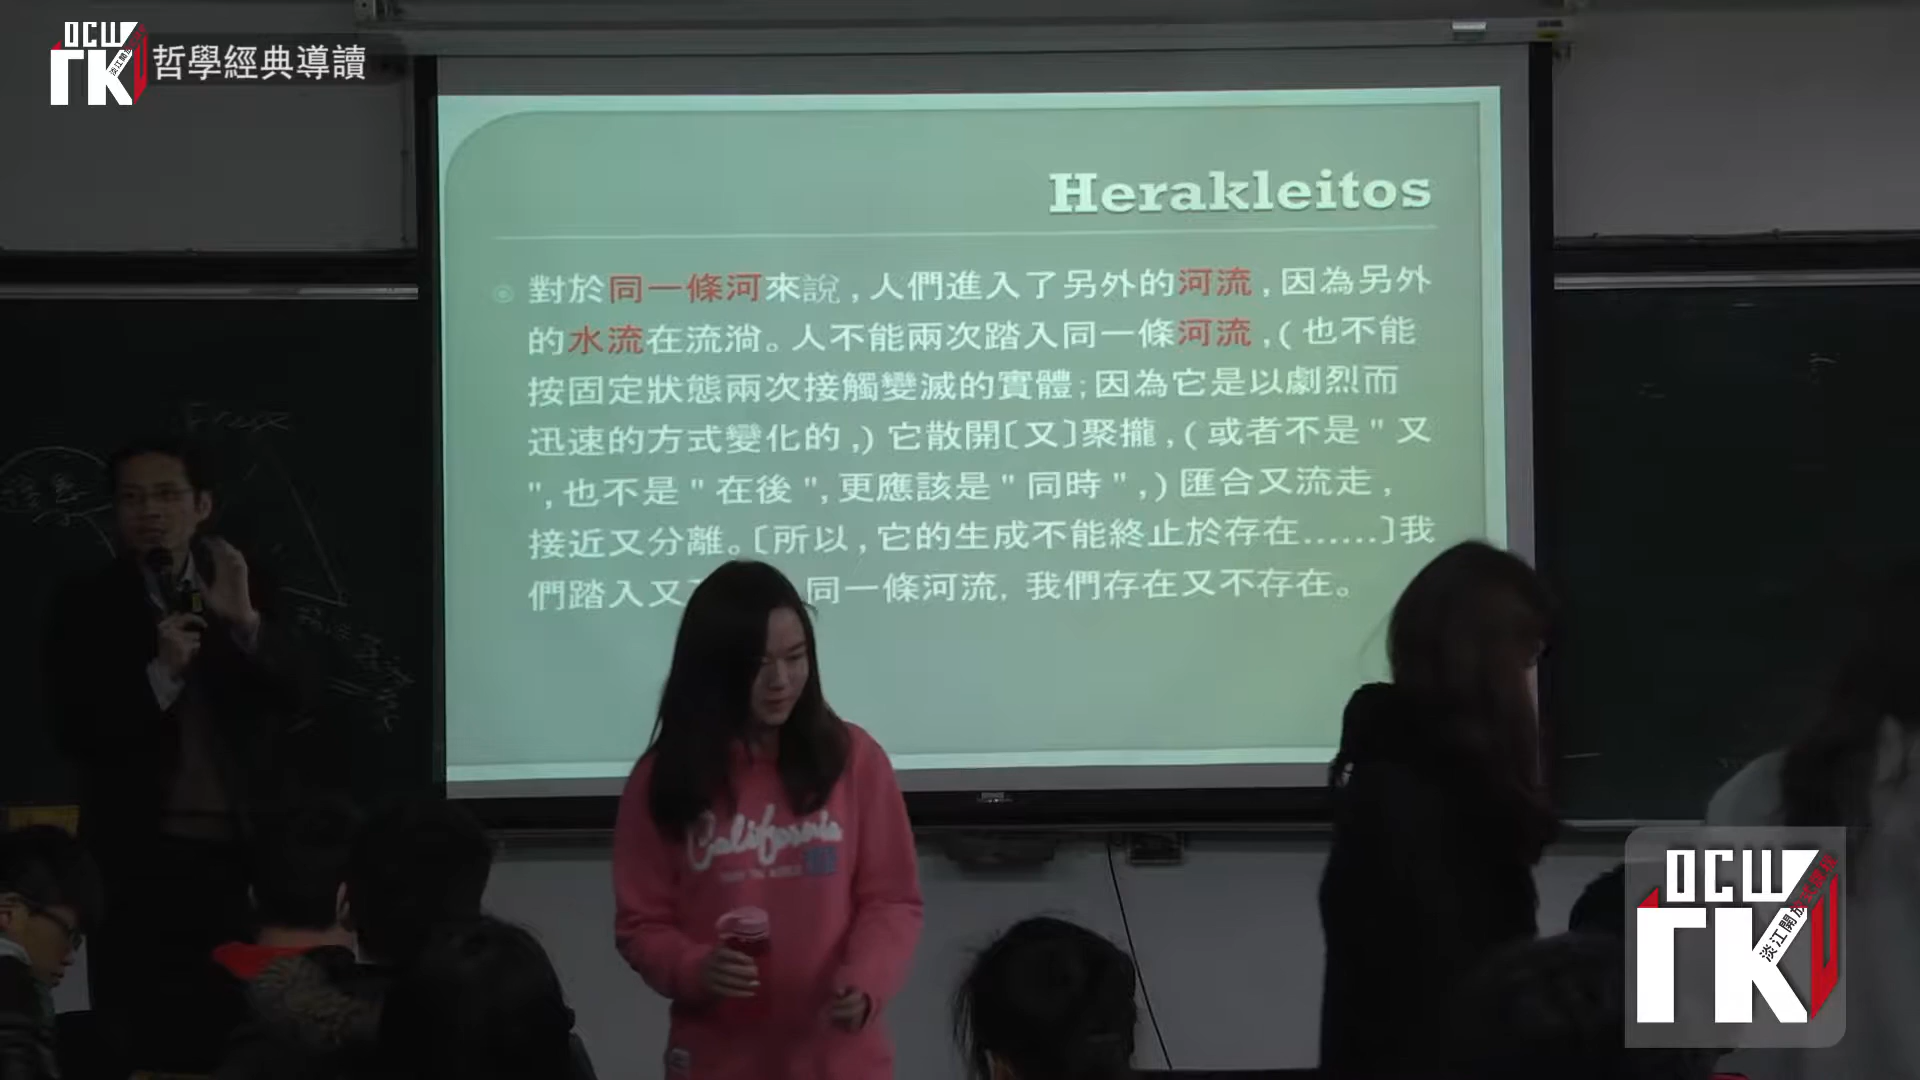 OCW
TKU
淡江開放式課程
哲學經典導讀
Herakleitos
對於同一條河來說,人們進入了另外的河流,因為另外
的水流在流淌。人不能兩次踏入同一條河流,(也不能
按固定狀態兩次接觸變滅的實體;因為它是以劇烈而
迅速的方式變化的,)它散開〔又〕聚攏,(或者不是"又
",也不是"在後",更應該是"同時",)匯合又流走,
接近又分離。〔所以,它的生成不能終止於存在......〕我
們踏入又 同一條河流,我們存在又不存在。
California
OCW
TKU
淡江開放式課程